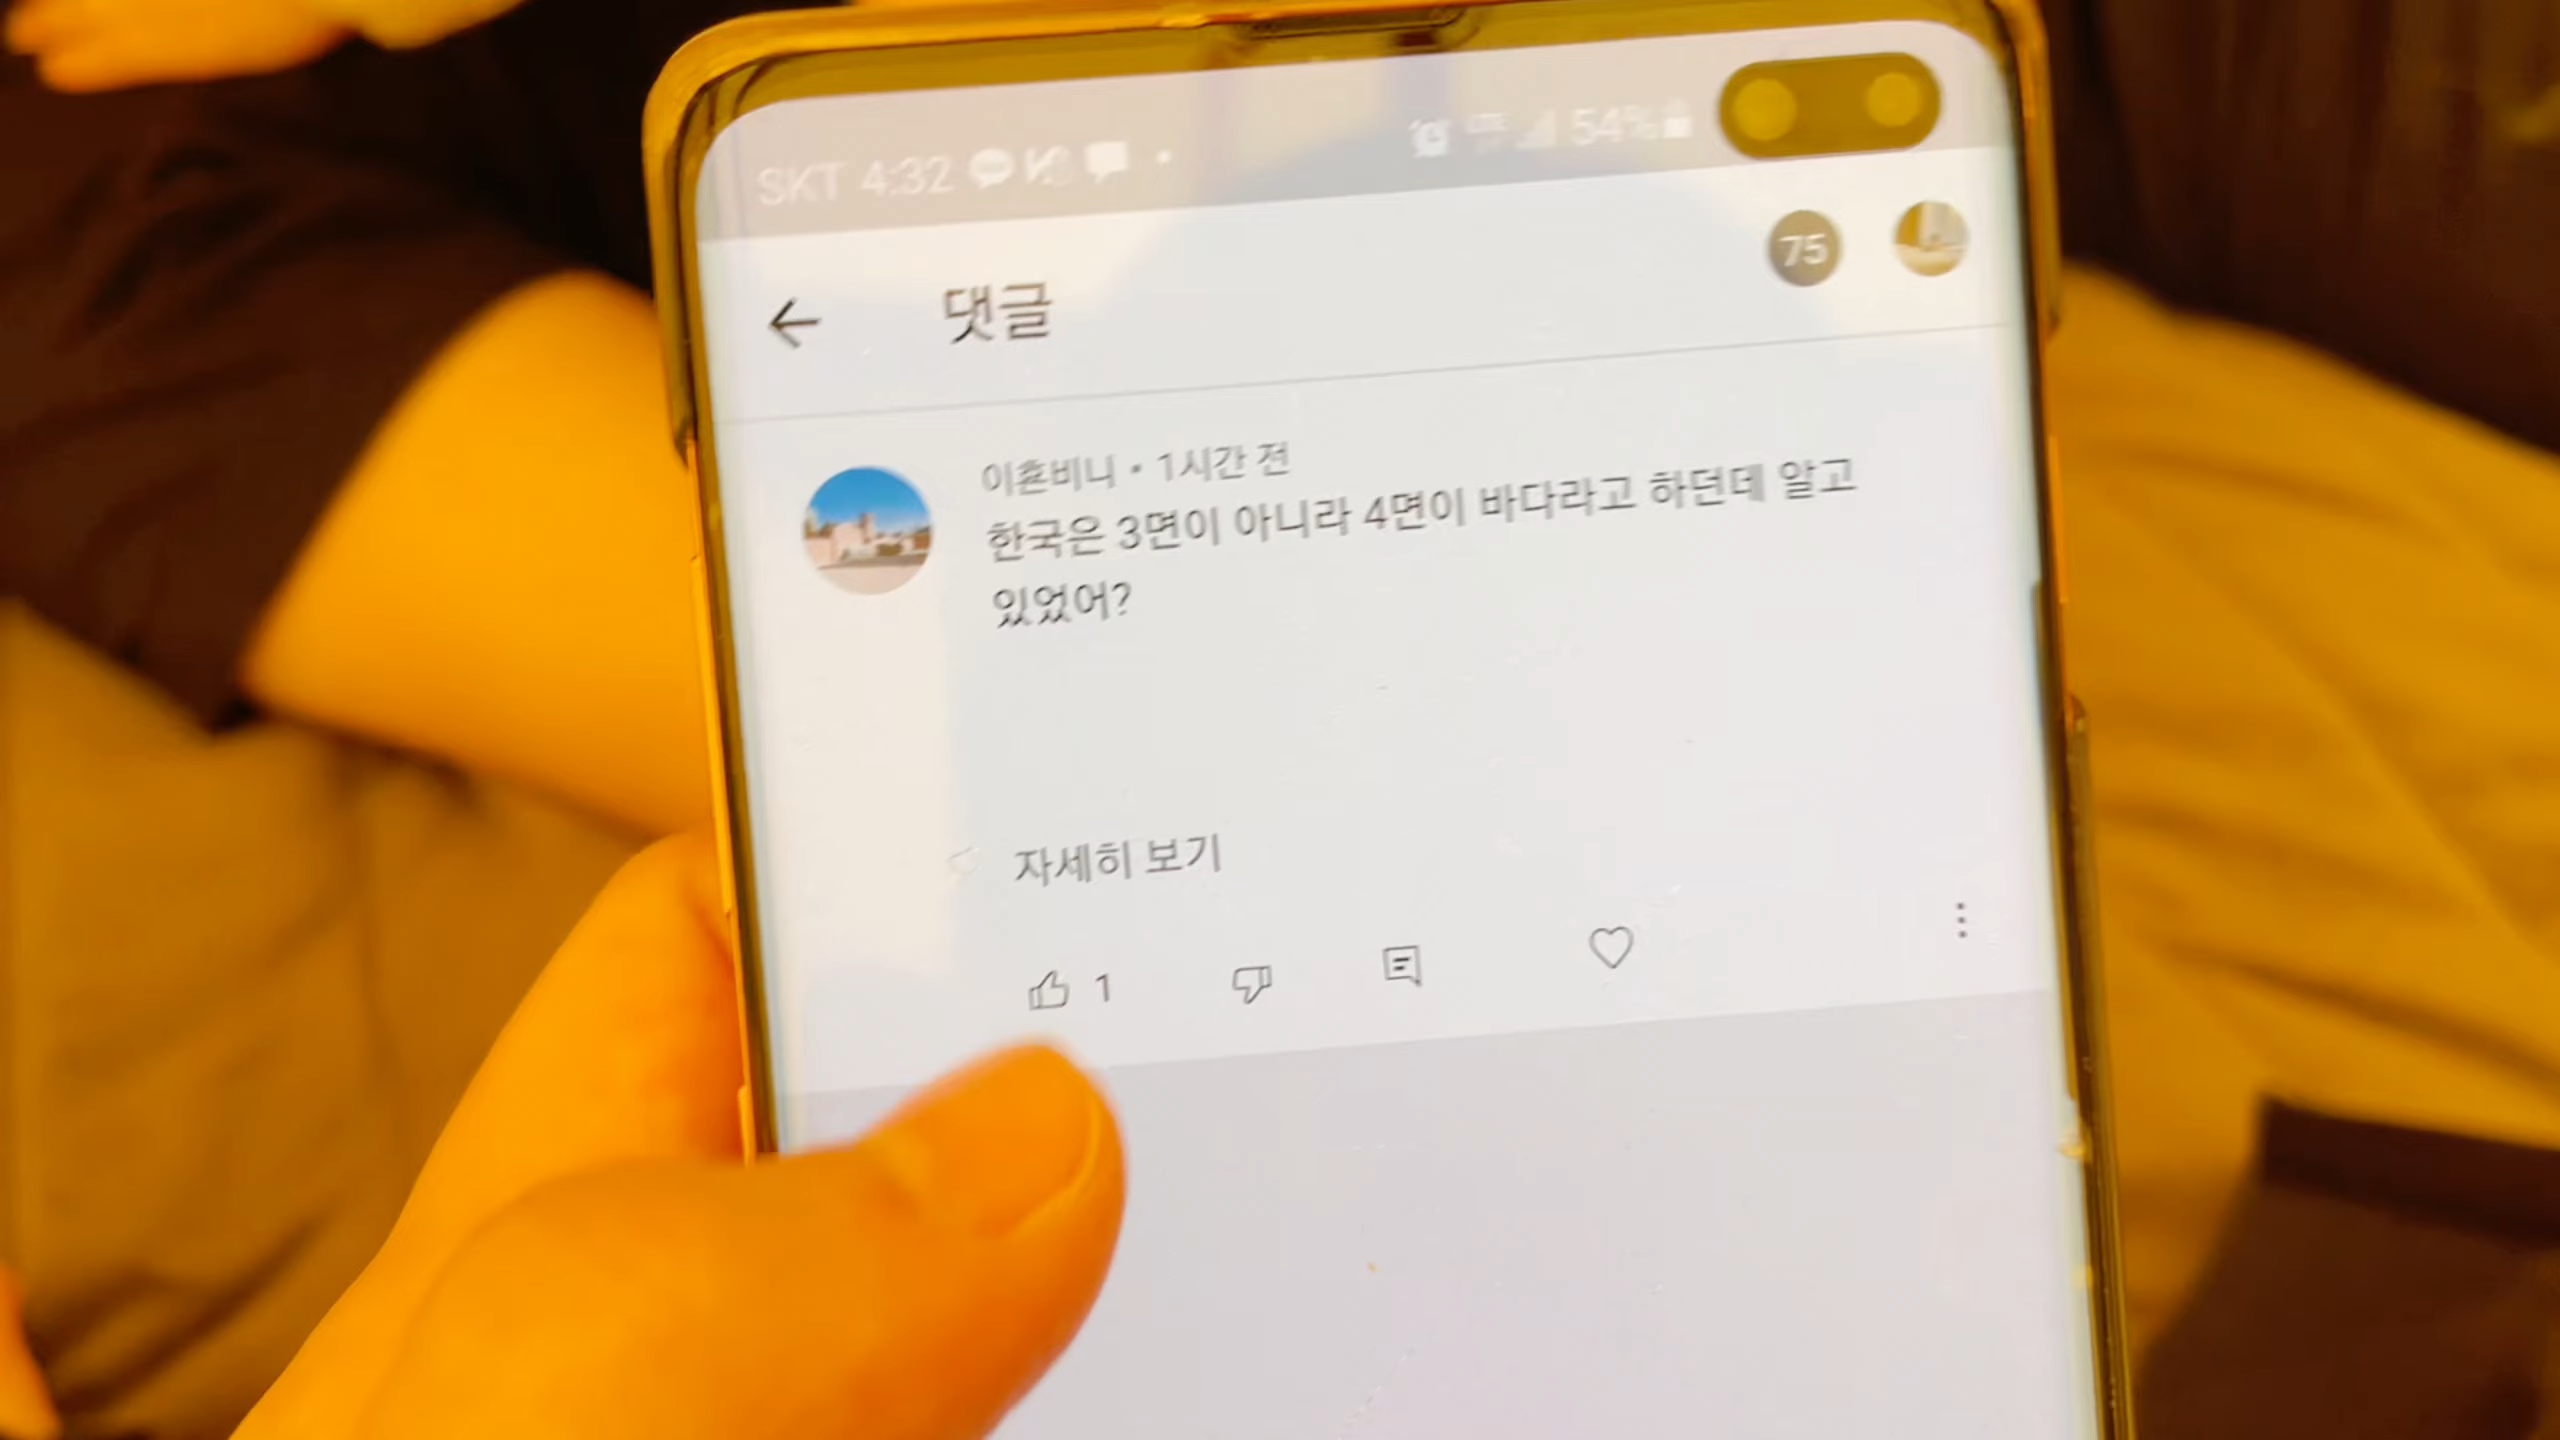 SKT 4:32
54%
75
댓글
이훈비니 • 1시간 전
한국은 3면이 아니라 4면이 바다라고 하던데 알고
있었어?
자세히 보기
1